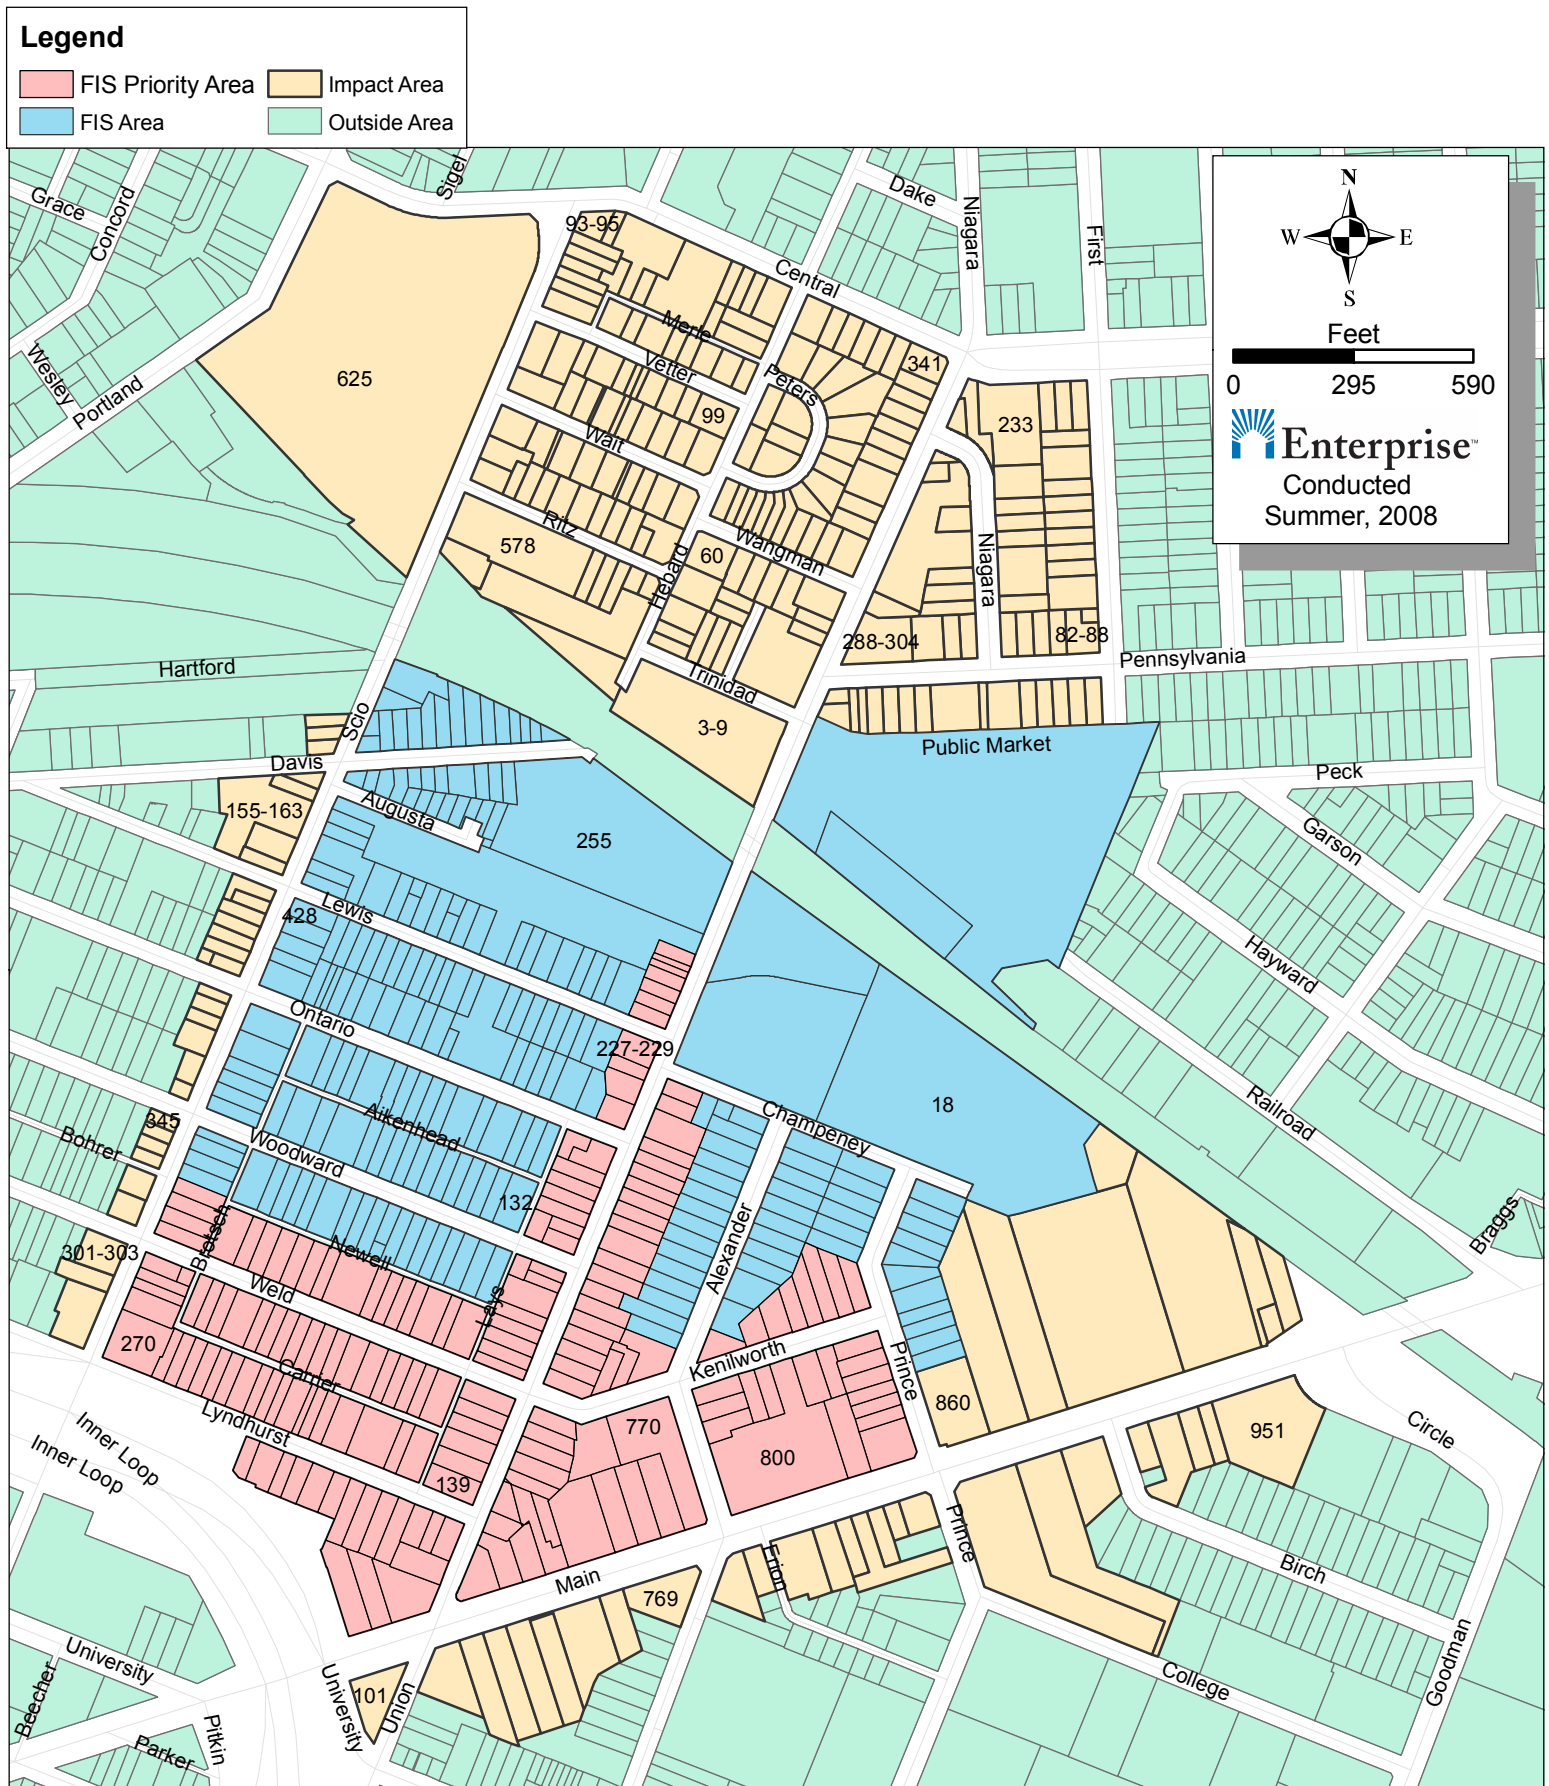 Legend
FIS Priority Area
Impact Area
FIS Area
Outside Area
Sigel
Grace
Concord
93-95
Dake
Niagara
First
N
W
E
S
Feet
0
295
590
Enterprise™
Conducted
Summer, 2008
Central
Merle
Vetter
Peters
341
Wesley
Portland
625
99
233
Wait
Ritz
578
Hebard
60
Wangman
Niagara
288-304
82-88
Pennsylvania
Hartford
Trinidad
Scio
3-9
Public Market
Davis
Peck
155-163
Augusta
255
Garson
428
Lewis
Hayward
Ontario
227-229
18
Railroad
345
Aikenhead
Champeney
Bohrer
Woodward
132
Alexander
Braggs
301-303
Brotsch
Newell
Weld
Lays
270
Carrier
Kenilworth
Prince
860
Lyndhurst
Inner Loop
Inner Loop
770
800
951
Circle
139
Prince
Main
Erion
Birch
769
University
Beecher
101
University
Union
College
Goodman
Pitkin
Parker